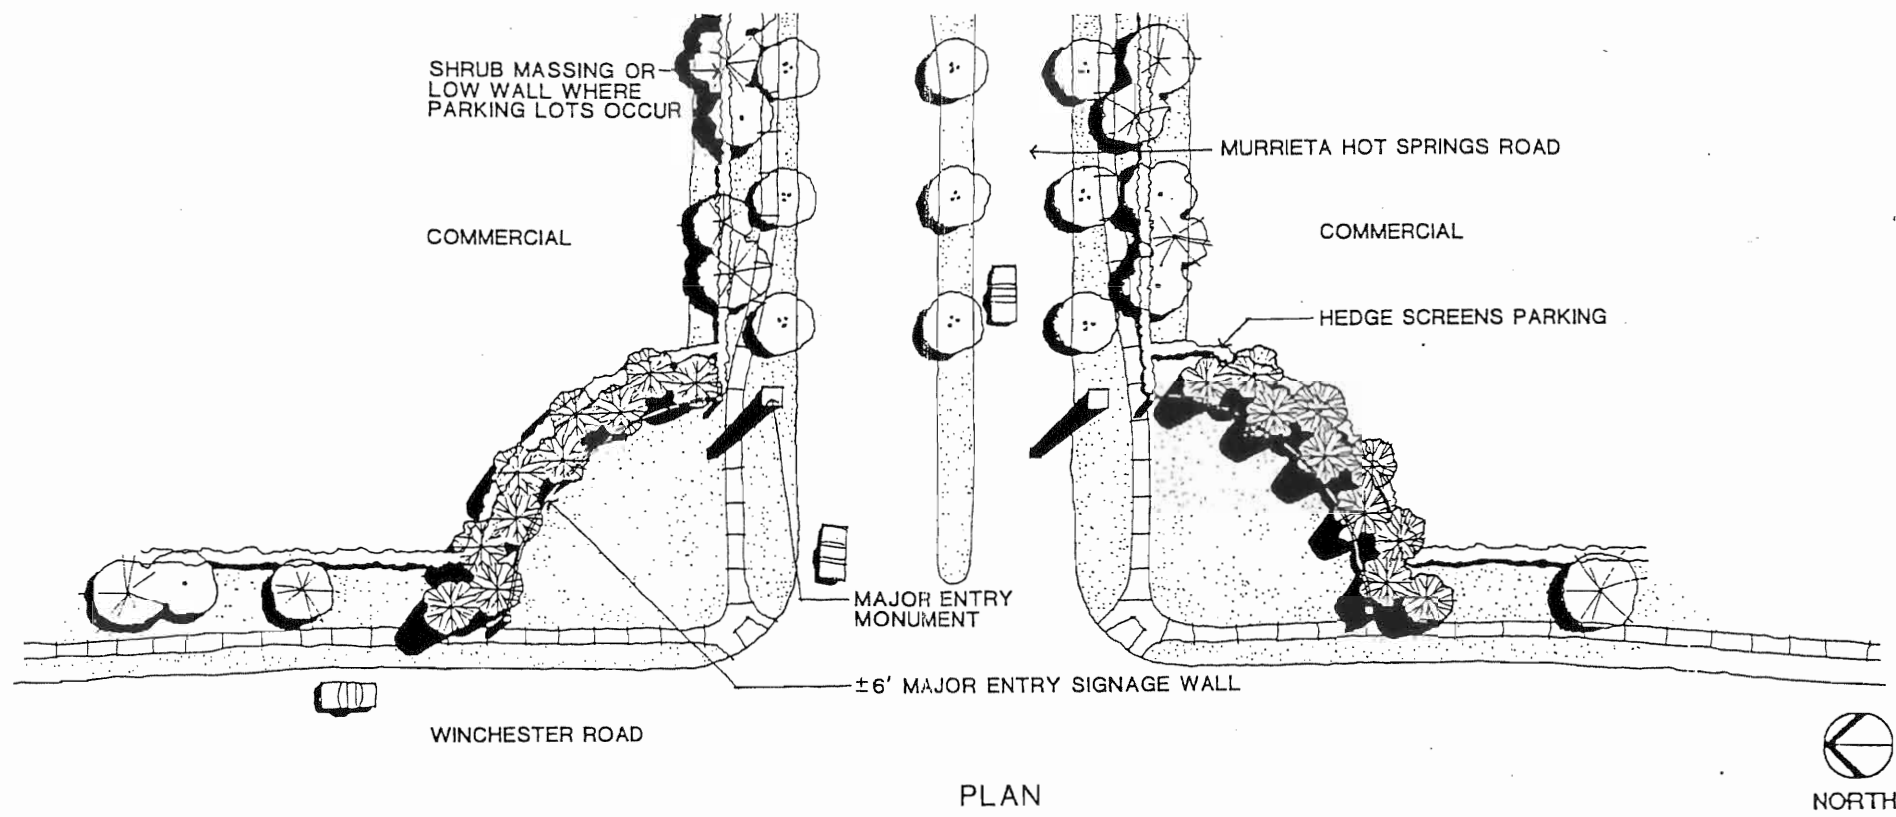 SHRUB MASSING OR
LOW WALL WHERE
PARKING LOTS OCCUR
MURRIETA HOT SPRINGS ROAD
COMMERCIAL
COMMERCIAL
HEDGE SCREENS PARKING
MAJOR ENTRY
MONUMENT
±6' MAJOR ENTRY SIGNAGE WALL
WINCHESTER ROAD
PLAN
NORTH